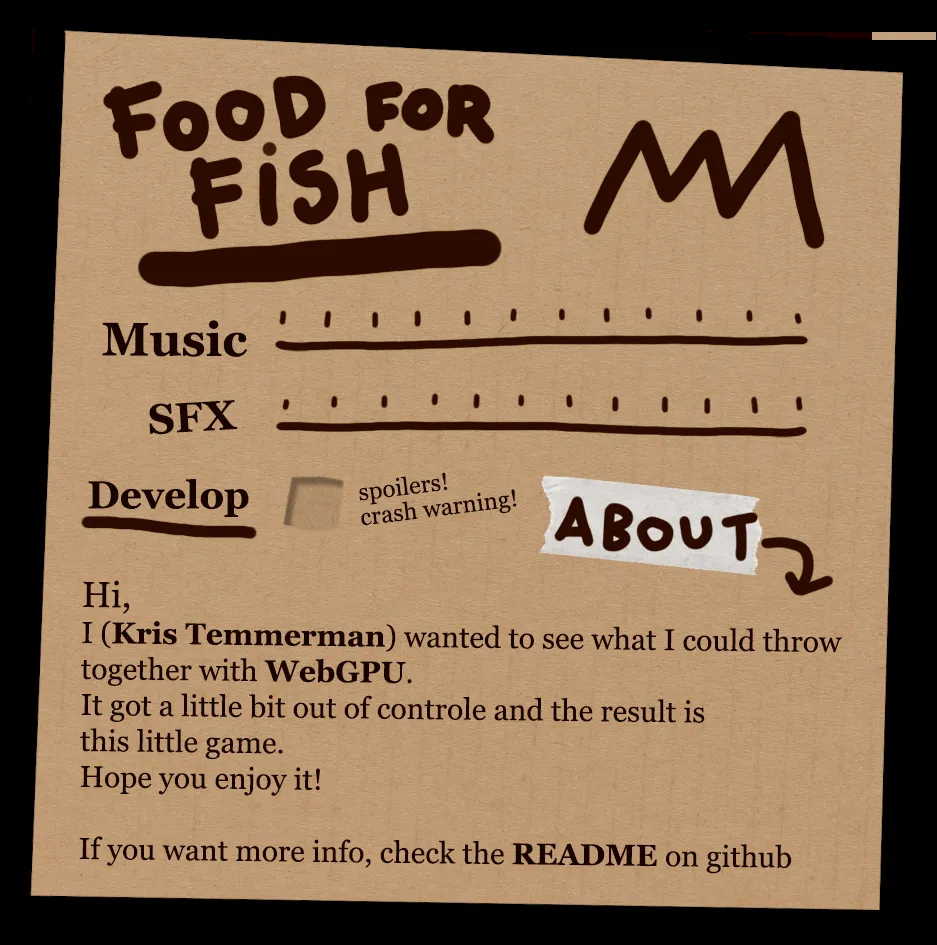 FOOD FOR
FiSH
Music
SFX
Develop
spoilers!
crash warning!
ABOUT
Hi,
I (Kris Temmerman) wanted to see what I could throw
together with WebGPU.
It got a little bit out of controle and the result is
this little game.
Hope you enjoy it!
If you want more info, check the README on github